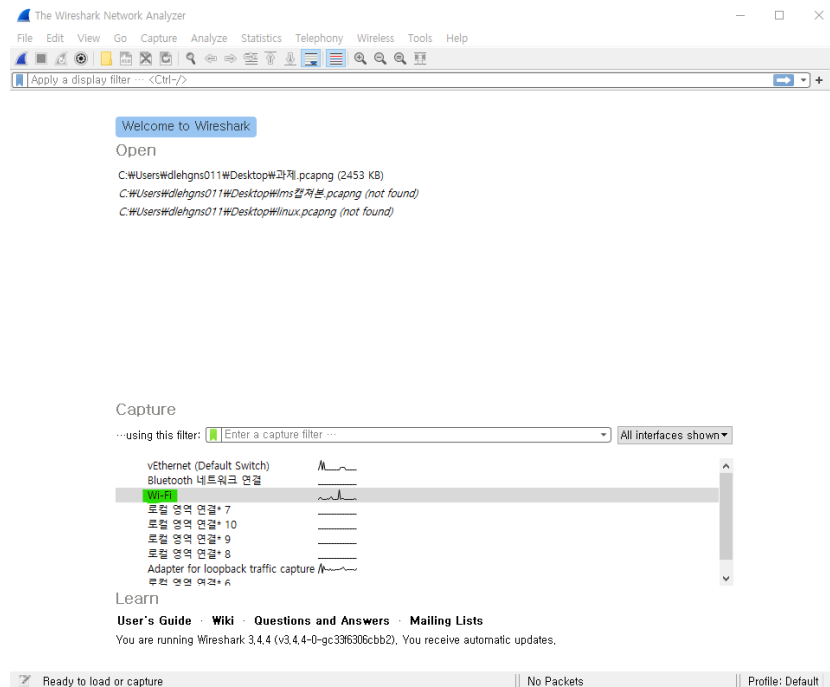 The Wireshark Network Analyzer
File Edit View Go Capture Analyze Statistics Telephony Wireless Tools Help
Apply a display filter ... <Ctrl-/>
Welcome to Wireshark
Open
C:₩Users₩dlehgns011₩Desktop₩과제.pcapng (2453 KB)
C:₩Users₩dlehgns011₩Desktop₩lms캡쳐본.pcapng (not found)
C:₩Users₩dlehgns011₩Desktop₩linux.pcapng (not found)
Capture
...using this filter: Enter a capture filter ... All interfaces shown
vEthernet (Default Switch)
Bluetooth 네트워크 연결
Wi-Fi
로컬 영역 연결* 7
로컬 영역 연결* 10
로컬 영역 연결* 9
로컬 영역 연결* 8
Adapter for loopback traffic capture
로컬 영역 연결* 6
Learn
User's Guide · Wiki · Questions and Answers · Mailing Lists
You are running Wireshark 3.4.4 (v3.4.4-0-gc33f6306cbb2). You receive automatic updates.
Ready to load or capture No Packets Profile: Default